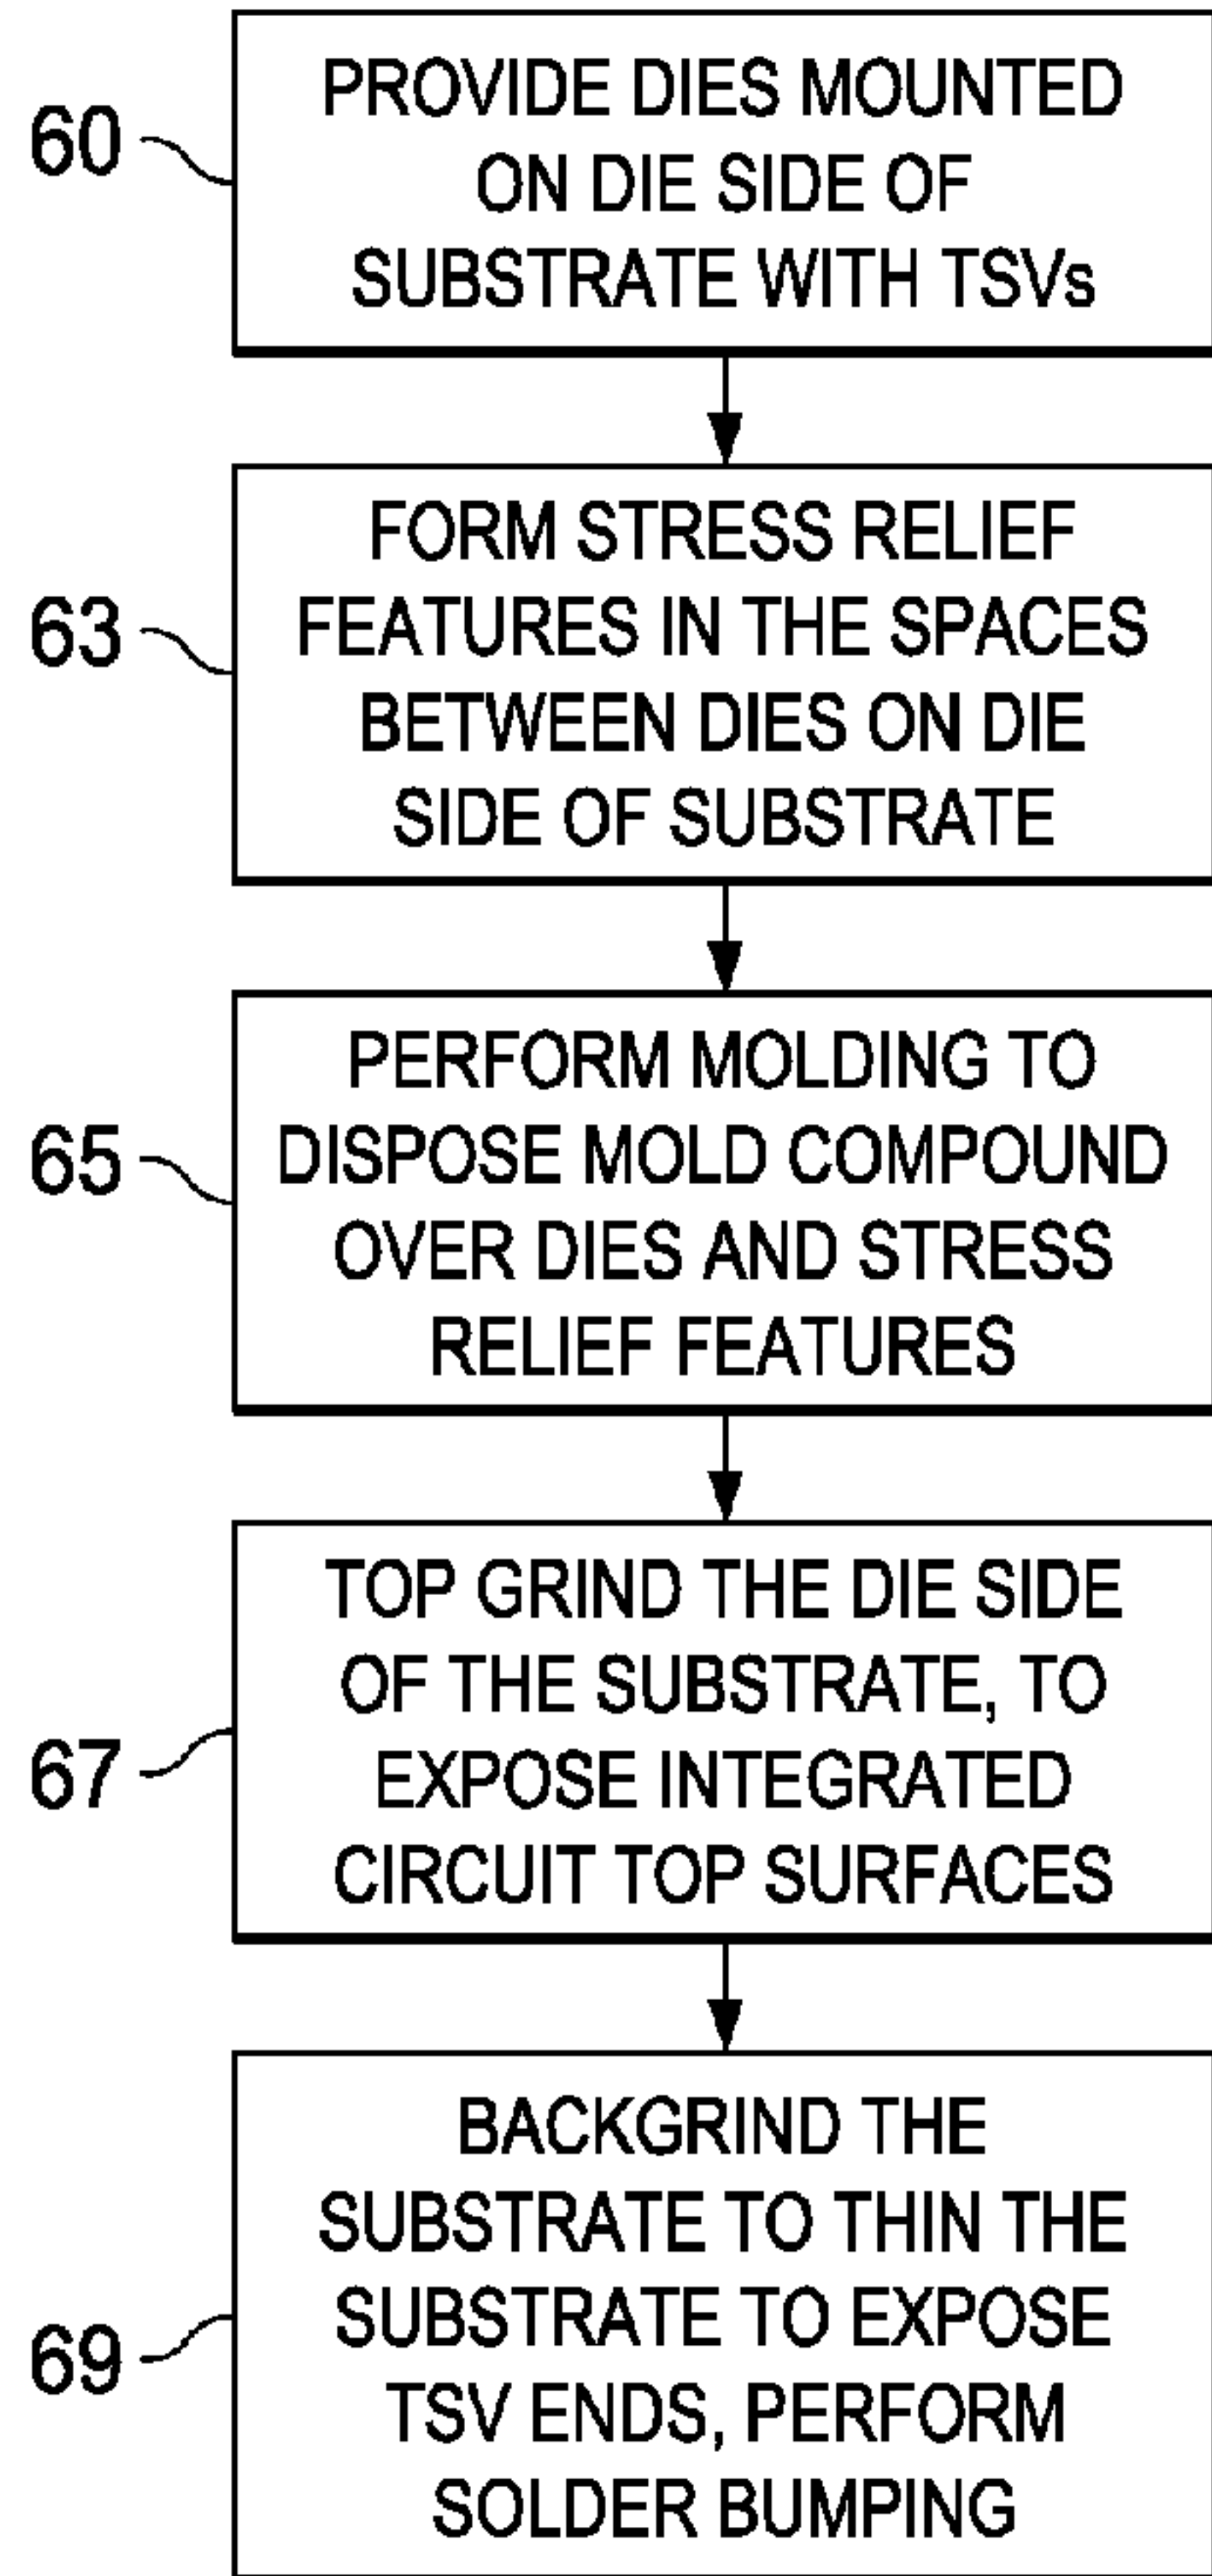 60
PROVIDE DIES MOUNTED
ON DIE SIDE OF
SUBSTRATE WITH TSVs
63
FORM STRESS RELIEF
FEATURES IN THE SPACES
BETWEEN DIES ON DIE
SIDE OF SUBSTRATE
65
PERFORM MOLDING TO
DISPOSE MOLD COMPOUND
OVER DIES AND STRESS
RELIEF FEATURES
67
TOP GRIND THE DIE SIDE
OF THE SUBSTRATE, TO
EXPOSE INTEGRATED
CIRCUIT TOP SURFACES
69
BACKGRIND THE
SUBSTRATE TO THIN THE
SUBSTRATE TO EXPOSE
TSV ENDS, PERFORM
SOLDER BUMPING